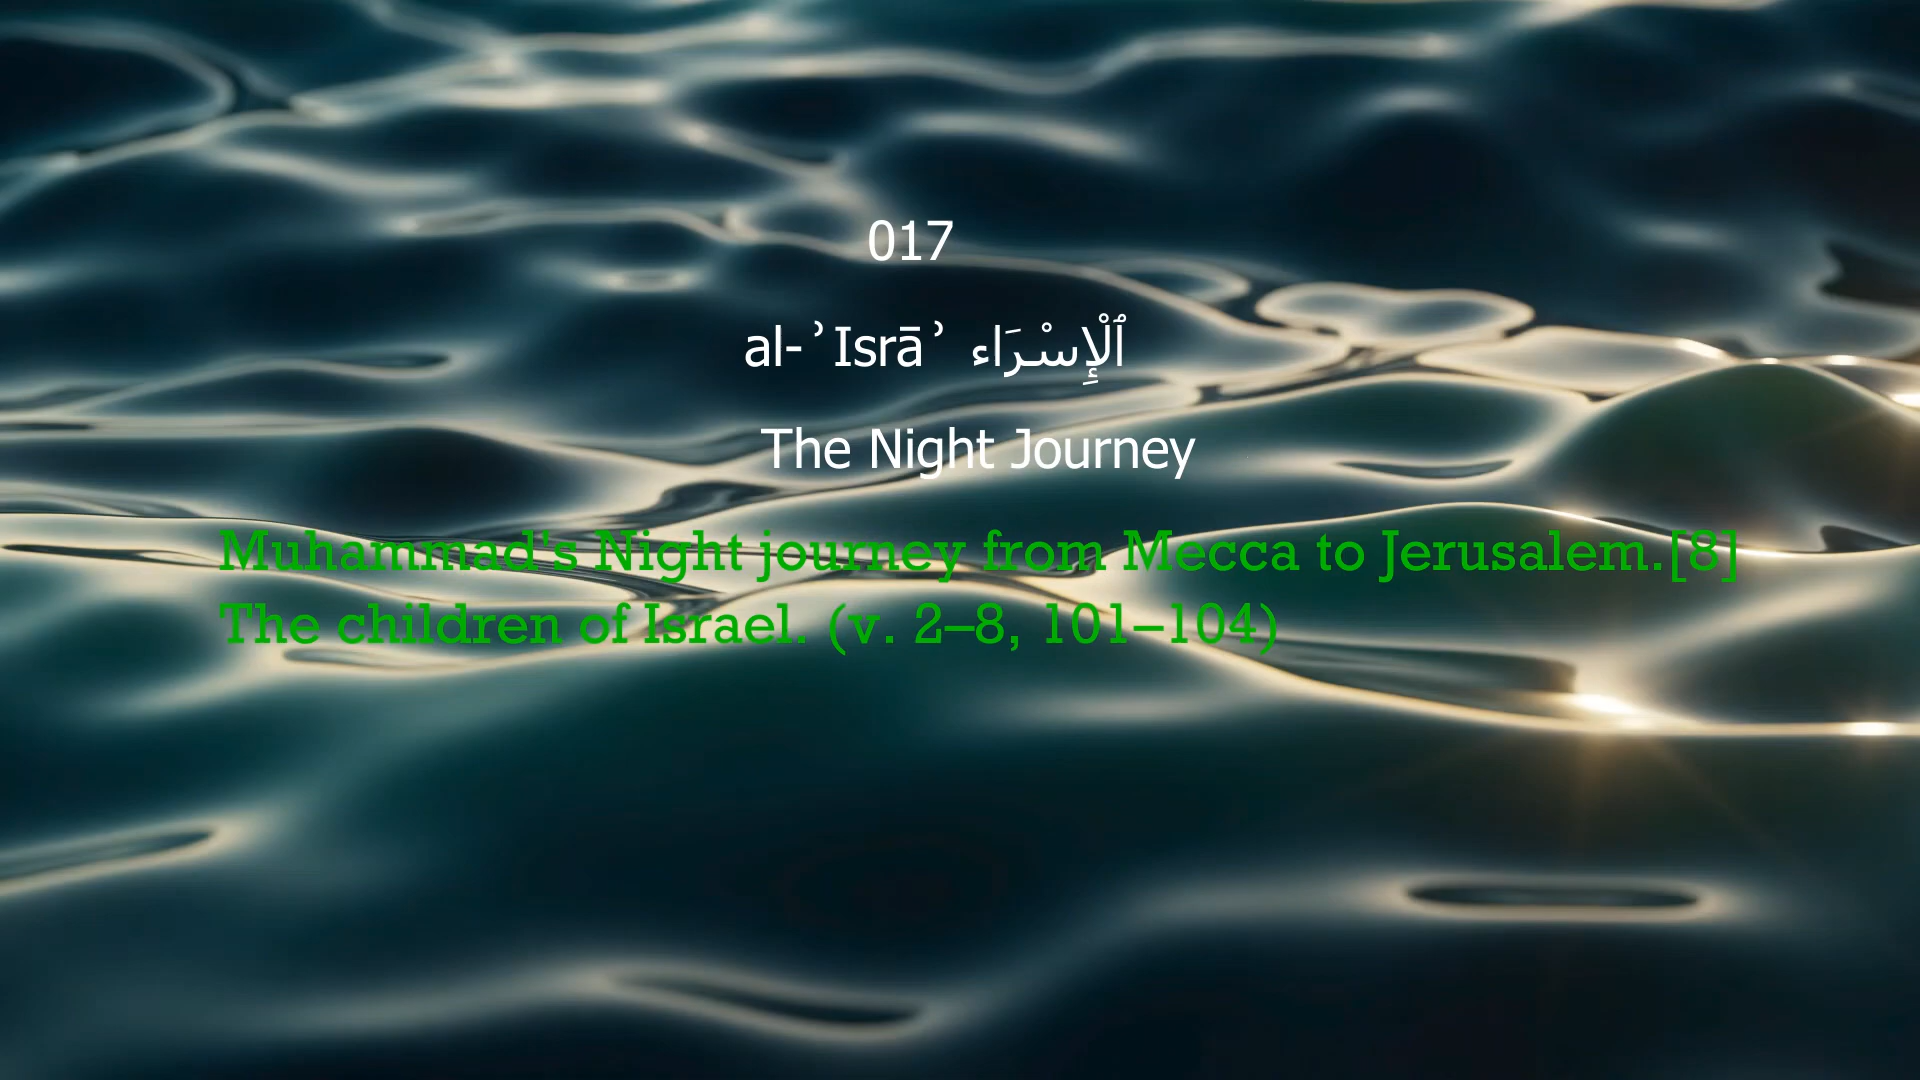 017
al-ʾIsrāʾ ٱلْإِسْـرَاء
The Night Journey
Muhammad's Night journey from Mecca to Jerusalem.[8]
The children of Israel. (v. 2–8, 101–104)